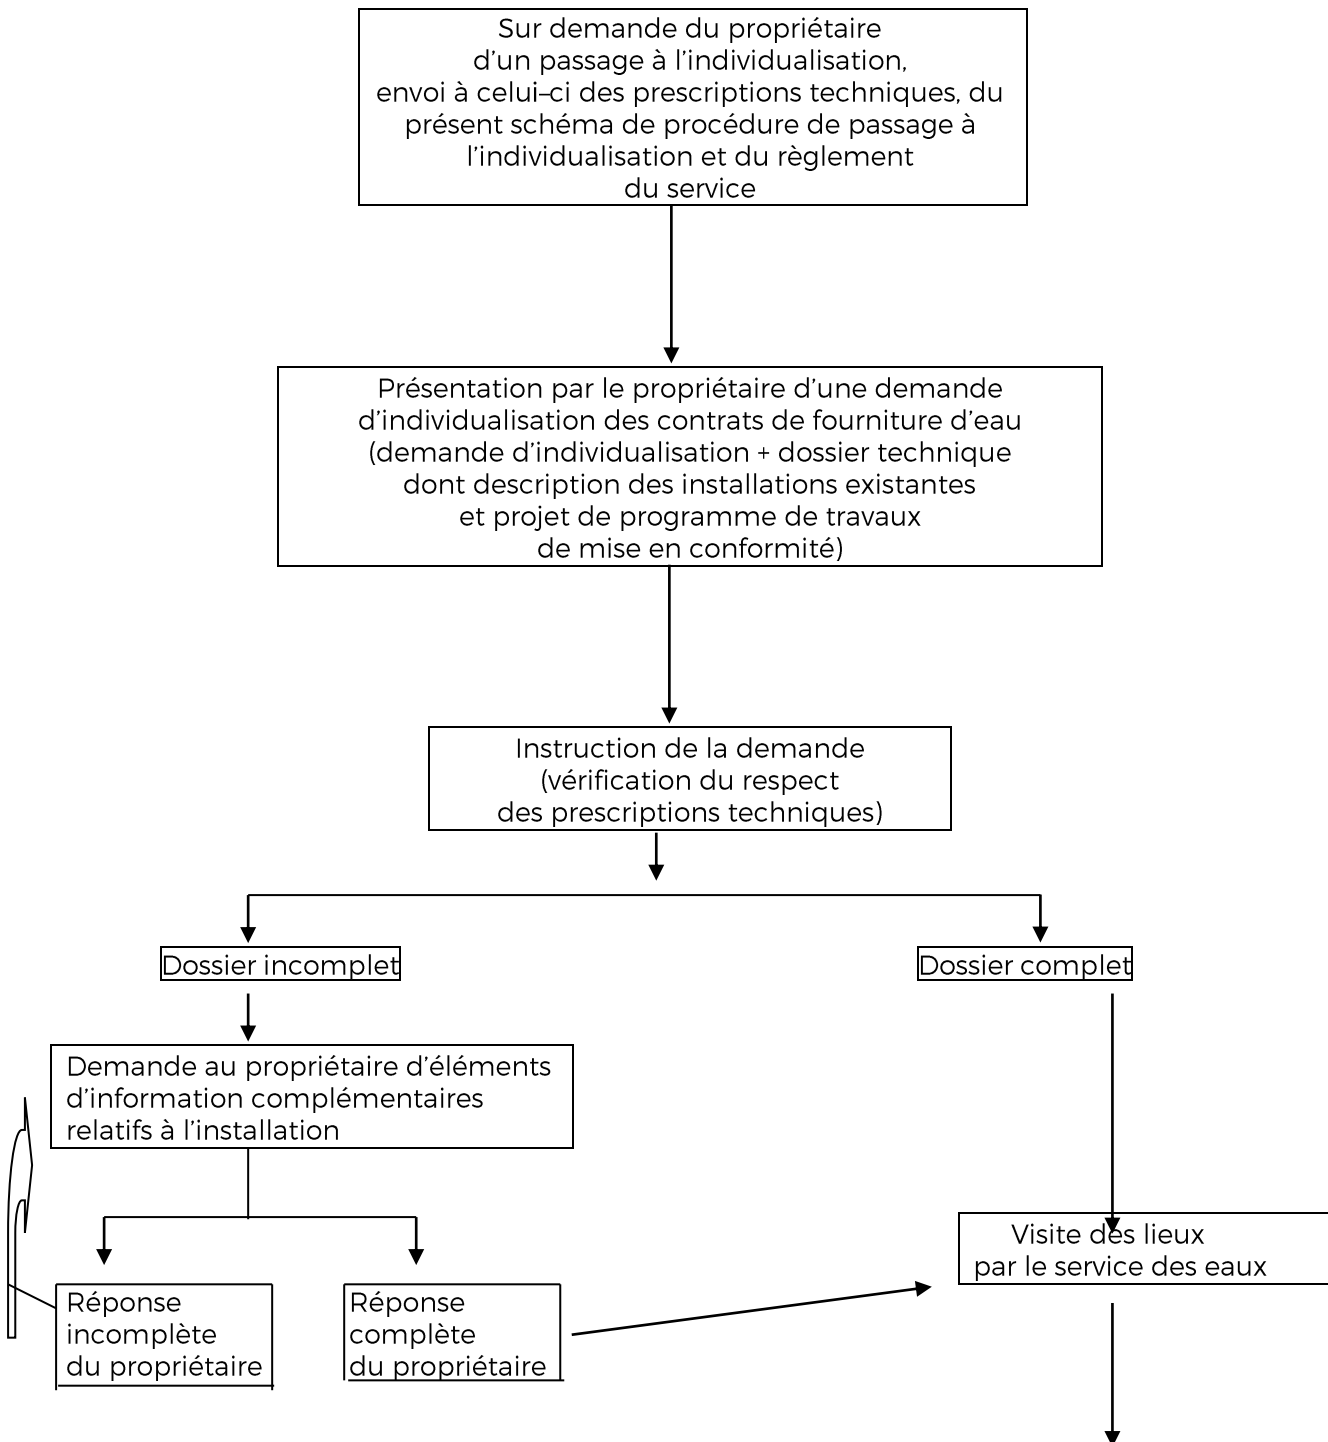 Sur demande du propriétaire
d'un passage à l'individualisation,
envoi à celui-ci des prescriptions techniques, du
présent schéma de procédure de passage à
l'individualisation et du règlement
du service
Présentation par le propriétaire d'une demande
d'individualisation des contrats de fourniture d'eau
(demande d'individualisation + dossier technique
dont description des installations existantes
et projet de programme de travaux
de mise en conformité)
Instruction de la demande
(vérification du respect
des prescriptions techniques)
Dossier incomplet
Dossier complet
Demande au propriétaire d'éléments
d'information complémentaires
relatifs à l'installation
Visite des lieux
par le service des eaux
Réponse
incomplète
du propriétaire
Réponse
complète
du propriétaire